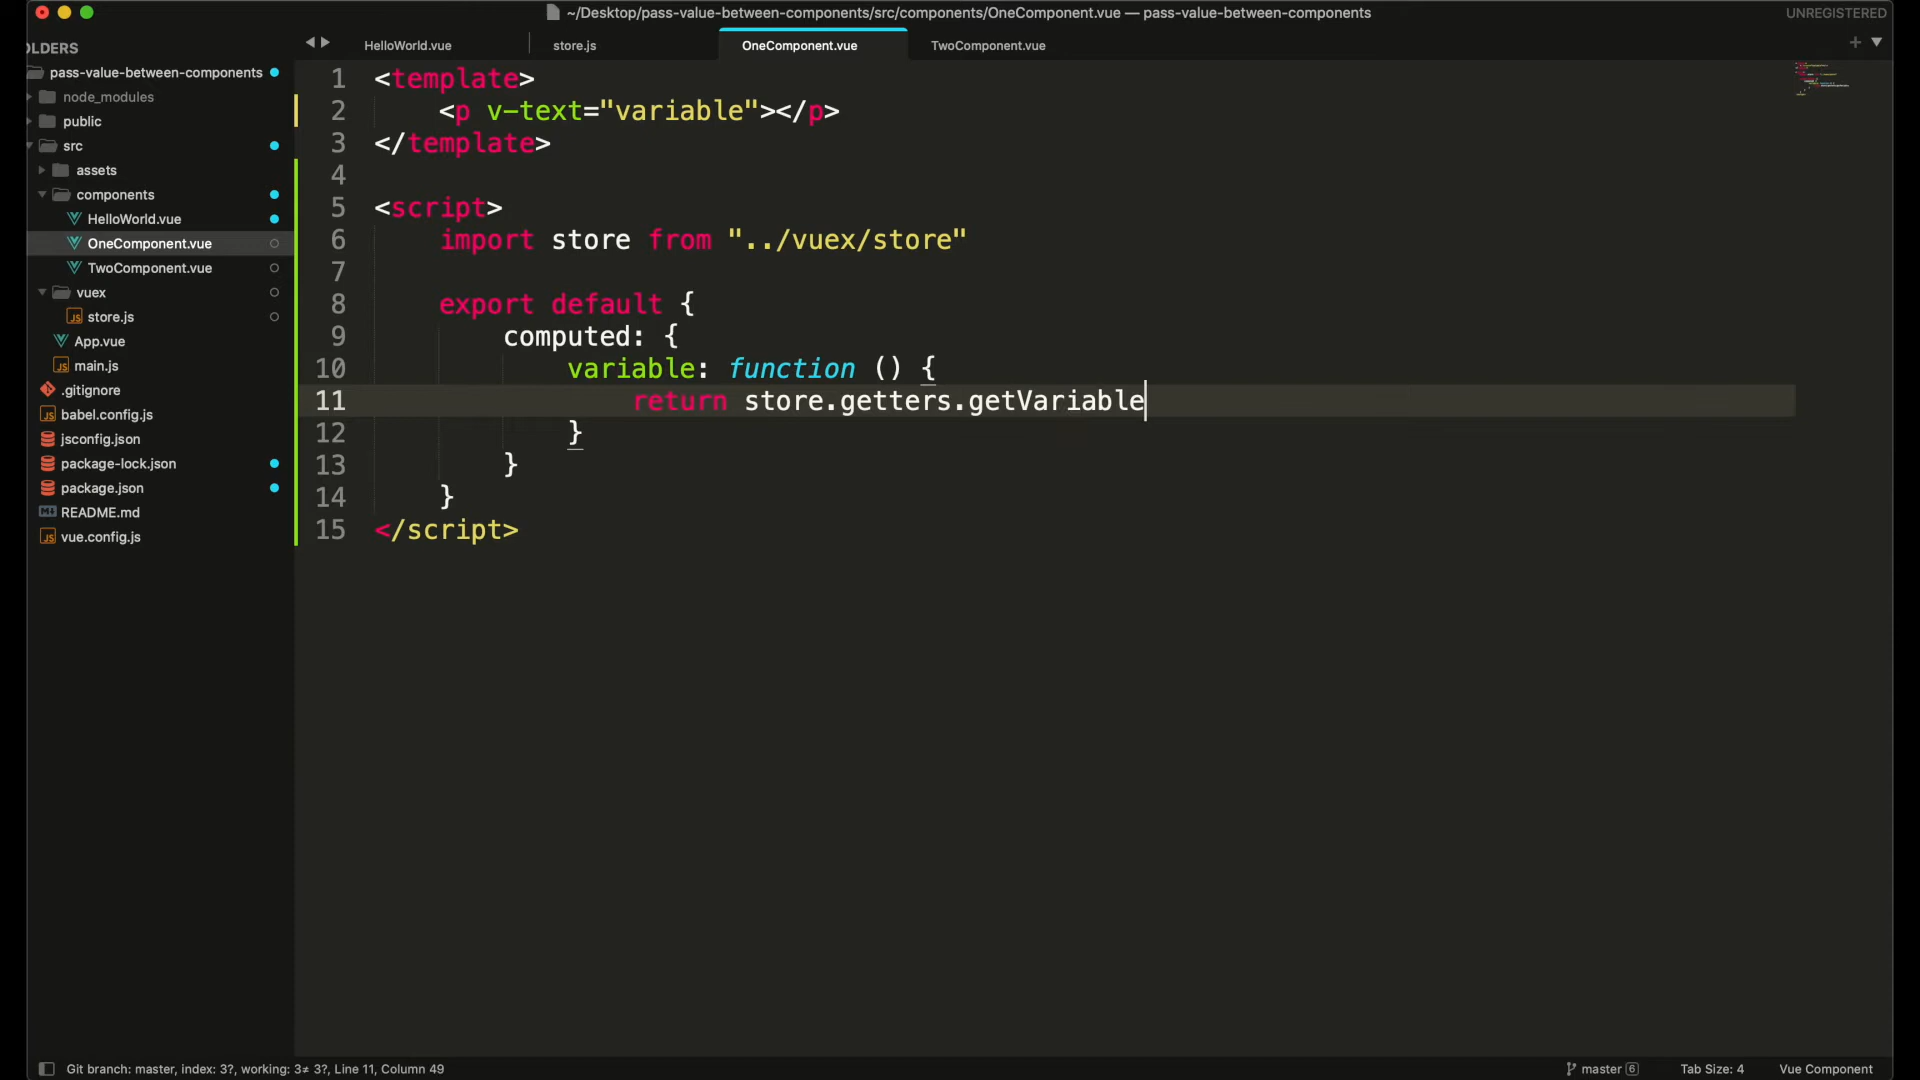 ~/Desktop/pass-value-between-components/src/components/OneComponent.vue — pass-value-between-components
UNREGISTERED
OLDERS
HelloWorld.vue
store.js
OneComponent.vue
TwoComponent.vue
pass-value-between-components
node_modules
public
src
assets
components
HelloWorld.vue
OneComponent.vue
TwoComponent.vue
vuex
store.js
App.vue
main.js
.gitignore
babel.config.js
jsconfig.json
package-lock.json
package.json
README.md
vue.config.js
1 <template>
2 <p v-text="variable"></p>
3 </template>
4
5 <script>
6 import store from "../vuex/store"
7
8 export default {
9 computed: {
10 variable: function () {
11 return store.getters.getVariable
12 }
13 }
14 }
15 </script>
Git branch: master, index: 3?, working: 3≠ 3?, Line 11, Column 49
master 6
Tab Size: 4
Vue Component